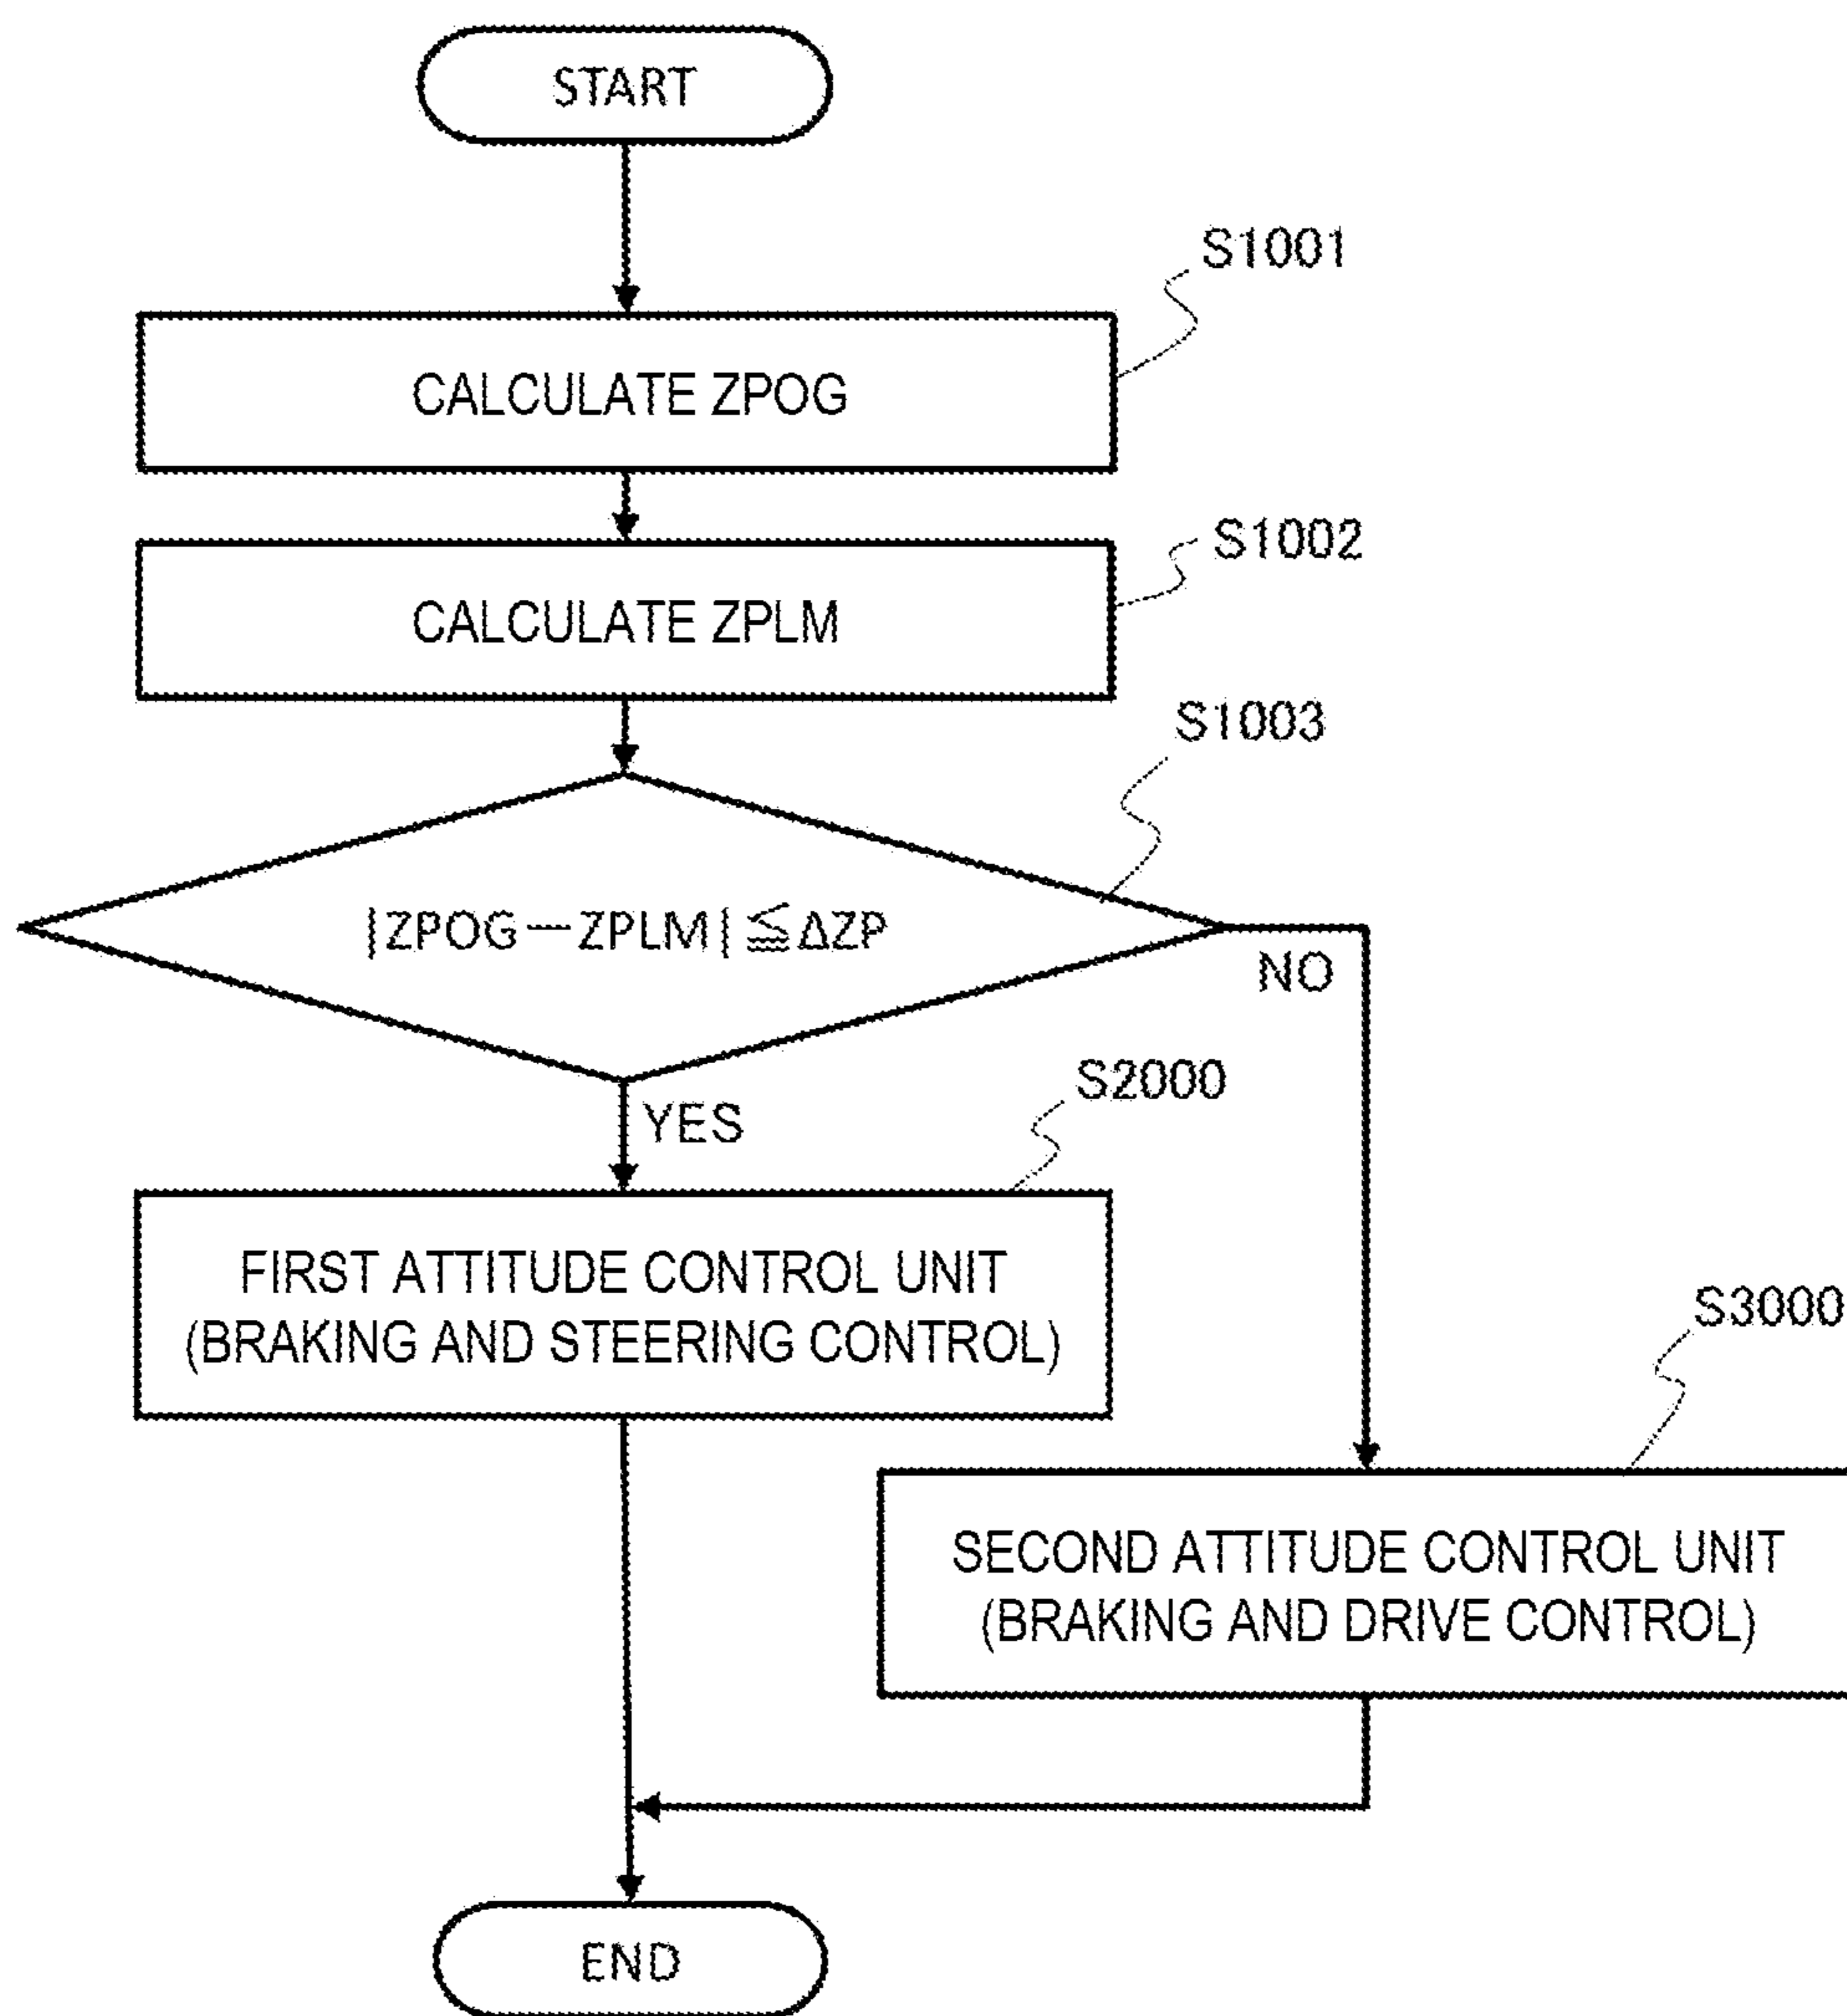 START
S1001
CALCULATE ZPOG
S1002
CALCULATE ZPLM
S1003
|ZPOG－ZPLM|≦ΔZP
NO
YES
S2000
FIRST ATTITUDE CONTROL UNIT
(BRAKING AND STEERING CONTROL)
S3000
SECOND ATTITUDE CONTROL UNIT
(BRAKING AND DRIVE CONTROL)
END